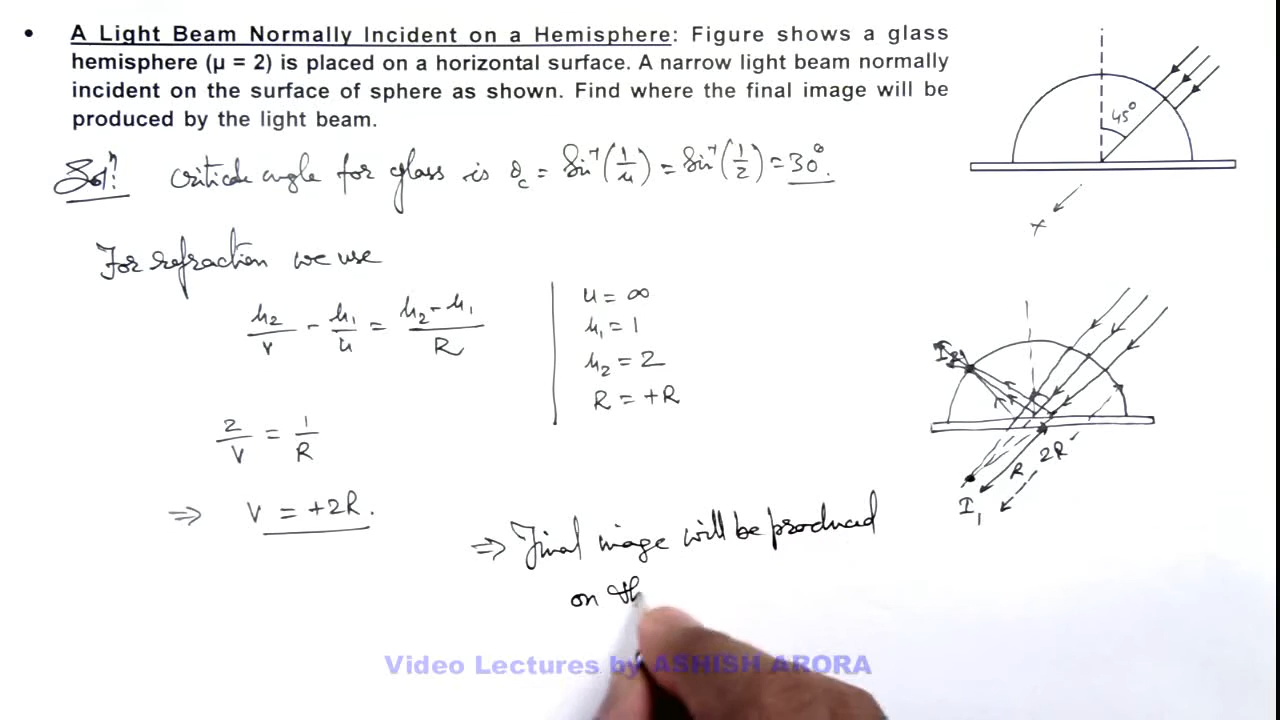 • A Light Beam Normally Incident on a Hemisphere: Figure shows a glass
hemisphere (μ = 2) is placed on a horizontal surface. A narrow light beam normally
incident on the surface of sphere as shown. Find where the final image will be
produced by the light beam.
45°
x
Solⁿ: Critical angle for glass is θc = Sin⁻¹(1/μ) = Sin⁻¹(1/2) = 30°.
For refraction we use
μ2/v - μ1/u = μ2-μ1/R
u = ∞
μ1 = 1
μ2 = 2
R = +R
2/v = 1/R
⇒ v = +2R.
I2
R
2R
I1
⇒ Final image will be produced
on th
Video Lectures by ASHISH ARORA